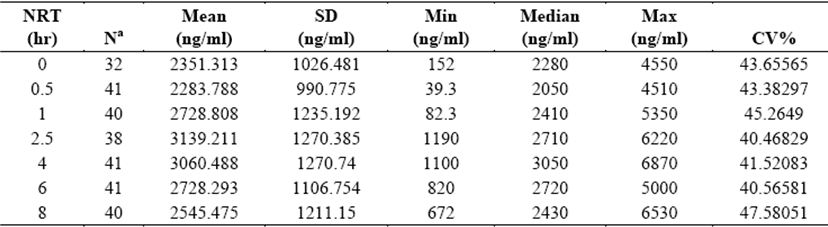 NRT (hr) Nª Mean (ng/ml) SD (ng/ml) Min (ng/ml) Median (ng/ml) Max (ng/ml) CV%
0 32 2351.313 1026.481 152 2280 4550 43.65565
0.5 41 2283.788 990.775 39.3 2050 4510 43.38297
1 40 2728.808 1235.192 82.3 2410 5350 45.2649
2.5 38 3139.211 1270.385 1190 2710 6220 40.46829
4 41 3060.488 1270.74 1100 3050 6870 41.52083
6 41 2728.293 1106.754 820 2720 5000 40.56581
8 40 2545.475 1211.15 672 2430 6530 47.58051